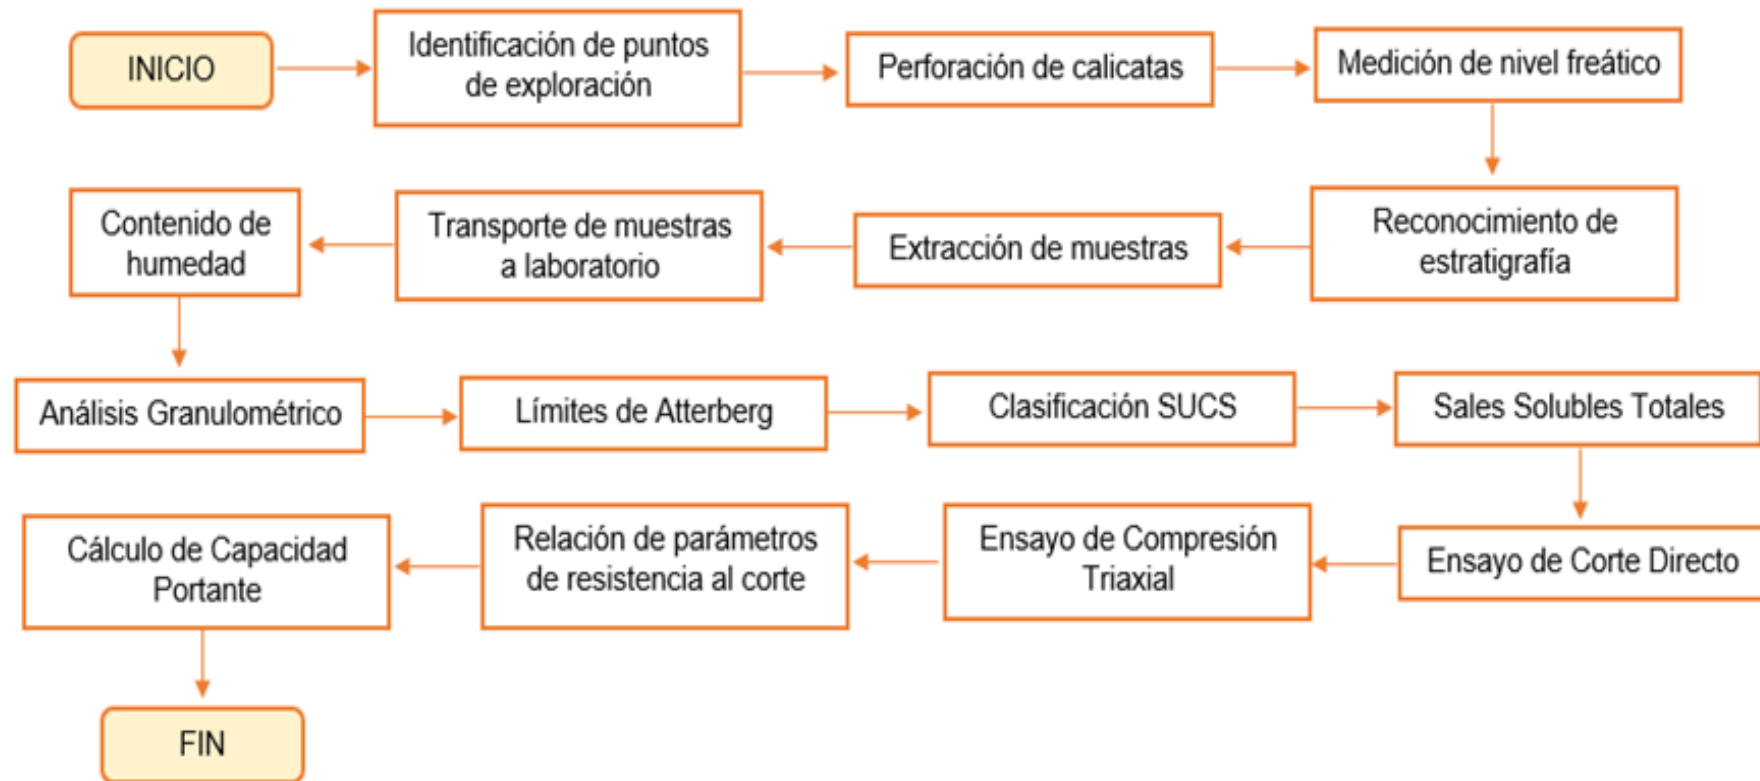 INICIO
Identificación de puntos
de exploración
Perforación de calicatas
Medición de nivel freático
Reconocimiento de
estratigrafía
Extracción de muestras
Transporte de muestras
a laboratorio
Contenido de
humedad
Análisis Granulométrico
Límites de Atterberg
Clasificación SUCS
Sales Solubles Totales
Ensayo de Corte Directo
Ensayo de Compresión
Triaxial
Relación de parámetros
de resistencia al corte
Cálculo de Capacidad
Portante
FIN